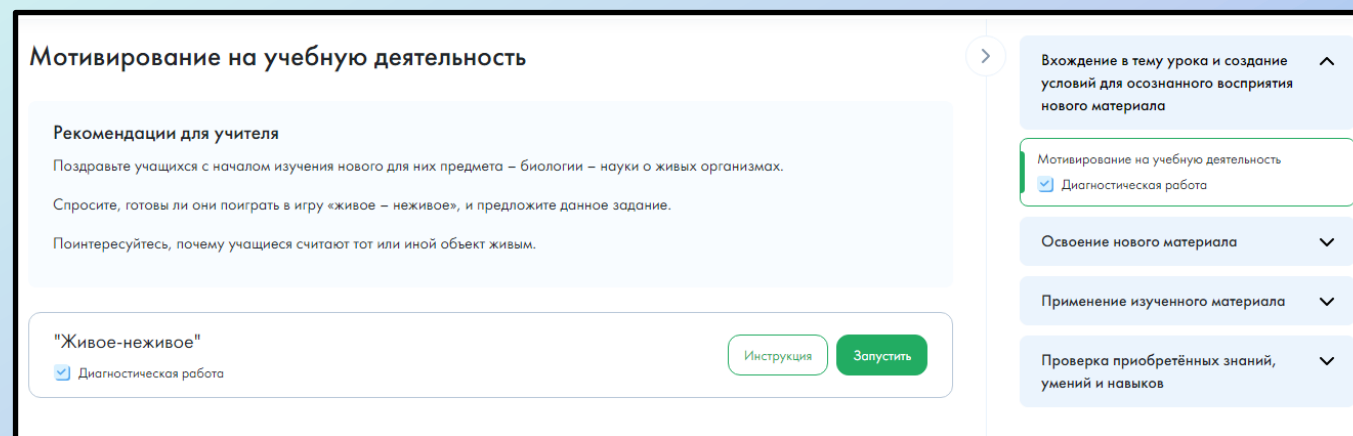 Мотивирование на учебную деятельность
Рекомендации для учителя
Поздравьте учащихся с началом изучения нового для них предмета – биологии – науки о живых организмах.
Спросите, готовы ли они поиграть в игру «живое – неживое», и предложите данное задание.
Поинтересуйтесь, почему учащиеся считают тот или иной объект живым.
"Живое-неживое"
Диагностическая работа
Инструкция
Запустить
Вхождение в тему урока и создание
условий для осознанного восприятия
нового материала
Мотивирование на учебную деятельность
Диагностическая работа
Освоение нового материала
Применение изученного материала
Проверка приобретённых знаний,
умений и навыков